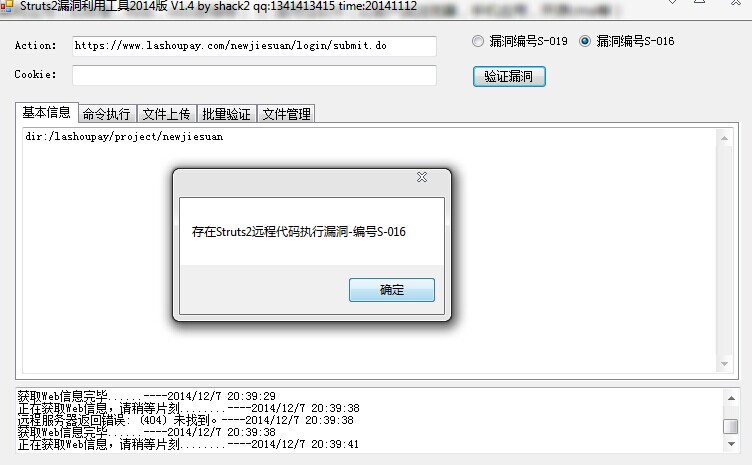 Struts2漏洞利用工具2014版 V1.4 by shack2 qq:1341413415 time:20141112
Action: https://www.lashoupay.com/newjiesuan/login/submit.do 漏洞编号S-019 漏洞编号S-016
Cookie: 验证漏洞
基本信息 命令执行 文件上传 批量验证 文件管理
dir:/lashoupay/project/newjiesuan
存在Struts2远程代码执行漏洞-编号S-016
确定
获取Web信息完毕......----2014/12/7 20:39:29
正在获取Web信息，请稍等片刻........----2014/12/7 20:39:38
远程服务器返回错误: (404) 未找到。----2014/12/7 20:39:38
获取Web信息完毕......----2014/12/7 20:39:38
正在获取Web信息，请稍等片刻........----2014/12/7 20:39:41